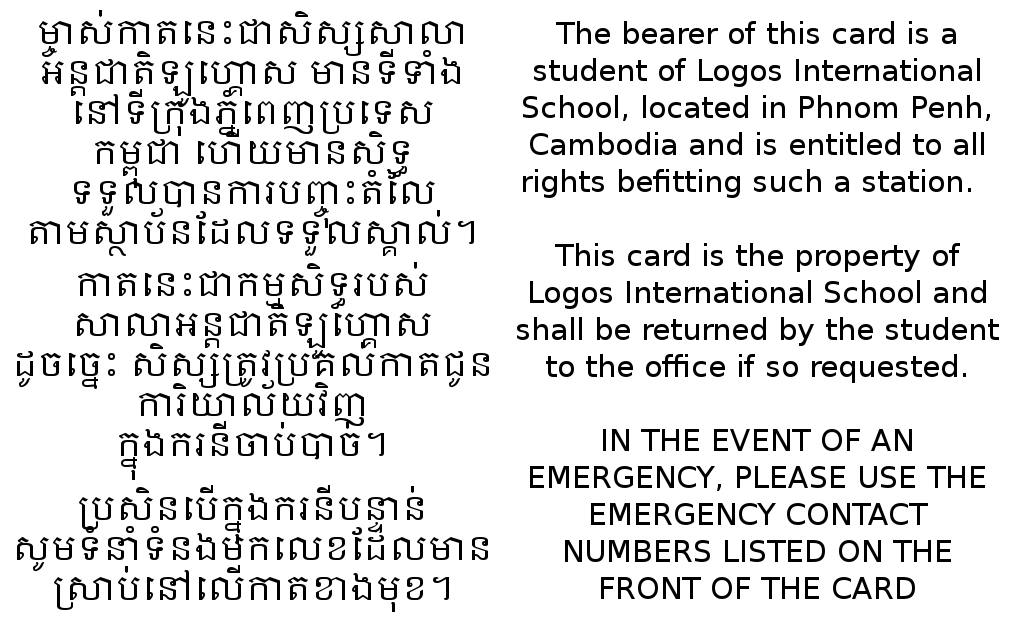 ម្ចាស់កាតនេះជាសិស្សសាលា
អន្តជាតិឡូហ្គោស មានទីទាំង
នៅទីក្រុងភ្នំពេញប្រទេស
កម្ពុជា ហើយមានសិទ្ធ
ទទួលបានការបញ្ចុះតំលៃ
តាមស្ថាប័នដែលទទួលស្គាល់។
កាតនេះជាកម្មសិទ្ធរបស់
សាលាអន្តជាតិឡូហ្គោស
ដូចច្នេះ សិស្សត្រូវប្រគល់កាតជូន
ការិយាល័យវិញ
ក្នុងករនីចាប់បាច់។
ប្រសិនបើក្នុងករនីបន្ទាន់
សូមទំនាំទំនងមកលេខដែលមាន
ស្រាប់នៅលើកាតខាងមុខ។
The bearer of this card is a
student of Logos International
School, located in Phnom Penh,
Cambodia and is entitled to all
rights befitting such a station.
This card is the property of
Logos International School and
shall be returned by the student
to the office if so requested.
IN THE EVENT OF AN
EMERGENCY, PLEASE USE THE
EMERGENCY CONTACT
NUMBERS LISTED ON THE
FRONT OF THE CARD